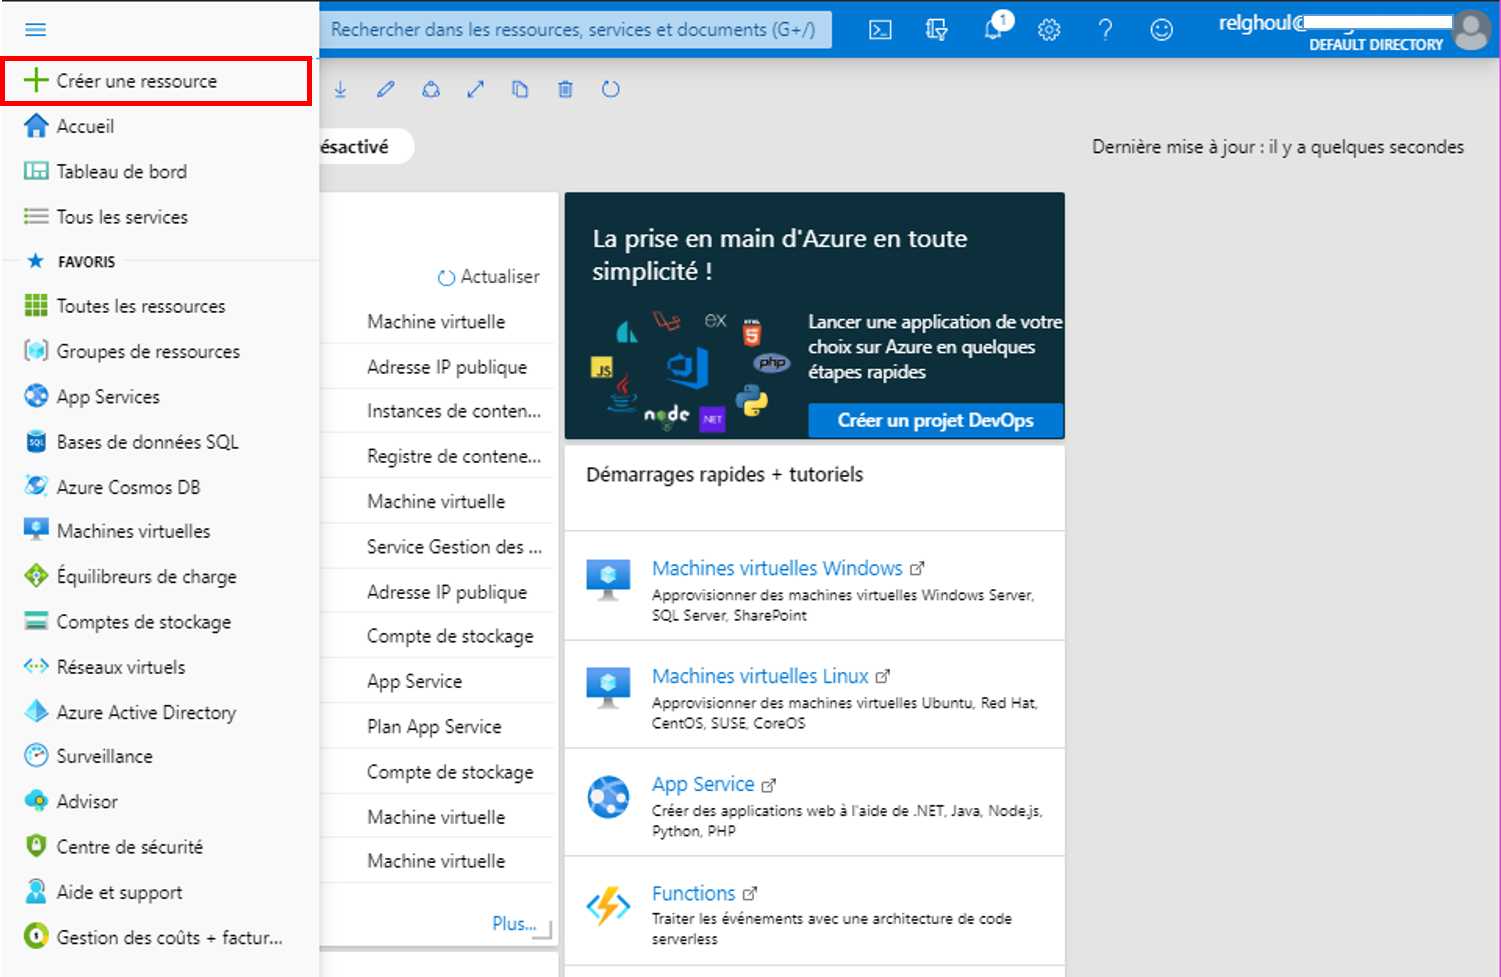 Rechercher dans les ressources, services et documents (G+/)
1
relghoul@
DEFAULT DIRECTORY
Créer une ressource
Accueil
Tableau de bord
Tous les services
FAVORIS
Toutes les ressources
Groupes de ressources
App Services
Bases de données SQL
Azure Cosmos DB
Machines virtuelles
Équilibreurs de charge
Comptes de stockage
Réseaux virtuels
Azure Active Directory
Surveillance
Advisor
Centre de sécurité
Aide et support
Gestion des coûts + factur...
ésactivé
Dernière mise à jour : il y a quelques secondes
Actualiser
Machine virtuelle
Adresse IP publique
Instances de conten...
Registre de contene...
Machine virtuelle
Service Gestion des ...
Adresse IP publique
Compte de stockage
App Service
Plan App Service
Compte de stockage
Machine virtuelle
Machine virtuelle
Plus...
La prise en main d'Azure en toute
simplicité !
ex
HTML
5
JS
php
node
.NET
Lancer une application de votre
choix sur Azure en quelques
étapes rapides
Créer un projet DevOps
Démarrages rapides + tutoriels
Machines virtuelles Windows
Approvisionner des machines virtuelles Windows Server,
SQL Server, SharePoint
Machines virtuelles Linux
Approvisionner des machines virtuelles Ubuntu, Red Hat,
CentOS, SUSE, CoreOS
App Service
Créer des applications web à l'aide de .NET, Java, Node.js,
Python, PHP
Functions
Traiter les événements avec une architecture de code
serverless